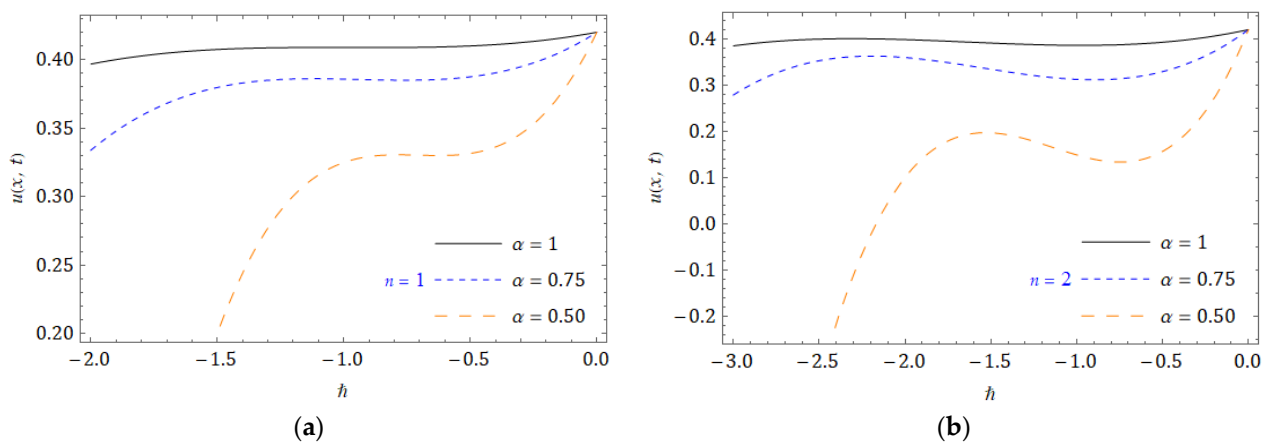 0.40
0.35
0.30
0.25
0.20
u(x, t)
−2.0 −1.5 −1.0 −0.5 0.0
ℏ
α = 1
n = 1 α = 0.75
α = 0.50
(a)
0.4
0.3
0.2
0.1
0.0
−0.1
−0.2
u(x, t)
−3.0 −2.5 −2.0 −1.5 −1.0 −0.5 0.0
ℏ
α = 1
n = 2 α = 0.75
α = 0.50
(b)